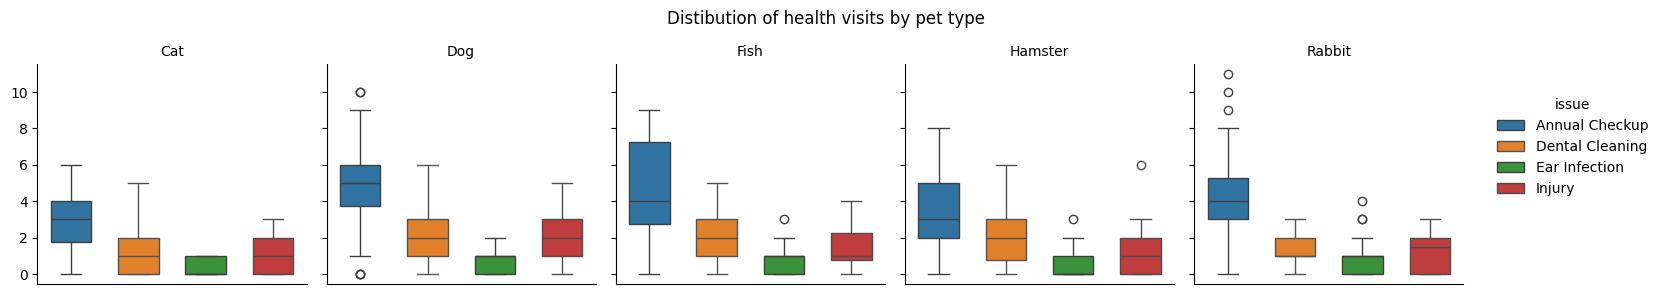 Distibution of health visits by pet type
Cat
Dog
Fish
Hamster
Rabbit
10
8
6
4
2
0
issue
Annual Checkup
Dental Cleaning
Ear Infection
Injury